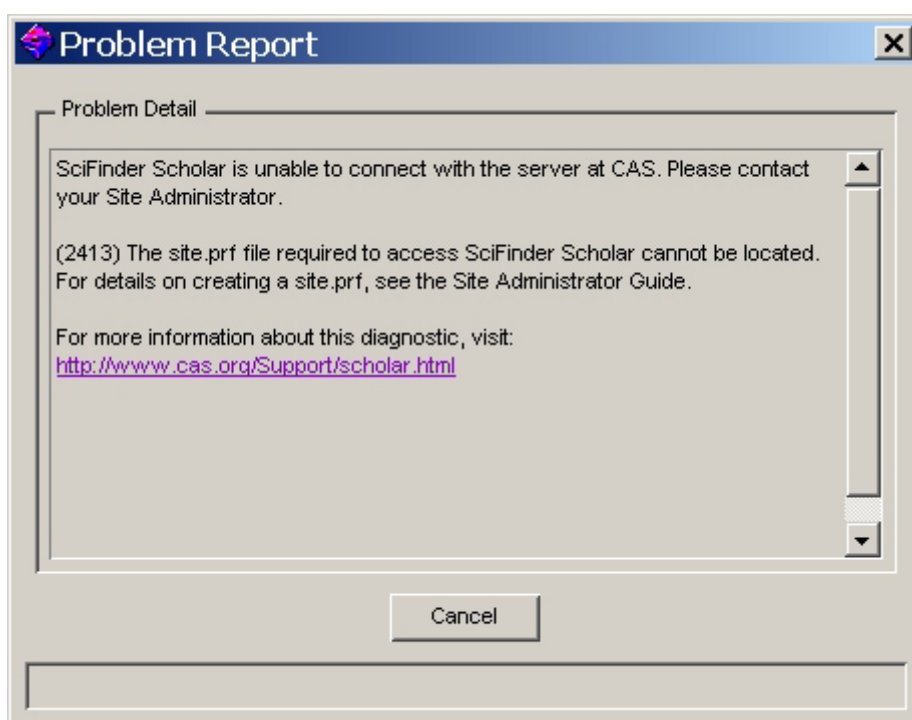 Problem Report
Problem Detail
SciFinder Scholar is unable to connect with the server at CAS. Please contact
your Site Administrator.
(2413) The site.prf file required to access SciFinder Scholar cannot be located.
For details on creating a site.prf, see the Site Administrator Guide.
For more information about this diagnostic, visit:
http://www.cas.org/Support/scholar.html
Cancel